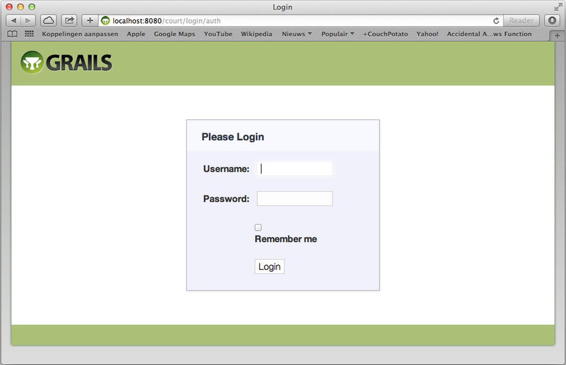 Login
localhost:8080/court/login/auth
Reader
Koppelingen aanpassen Apple Google Maps YouTube Wikipedia Nieuws Populair +CouchPotato Yahoo! Accidental A...ws Function
GRAILS
Please Login
Username:
Password:
Remember me
Login